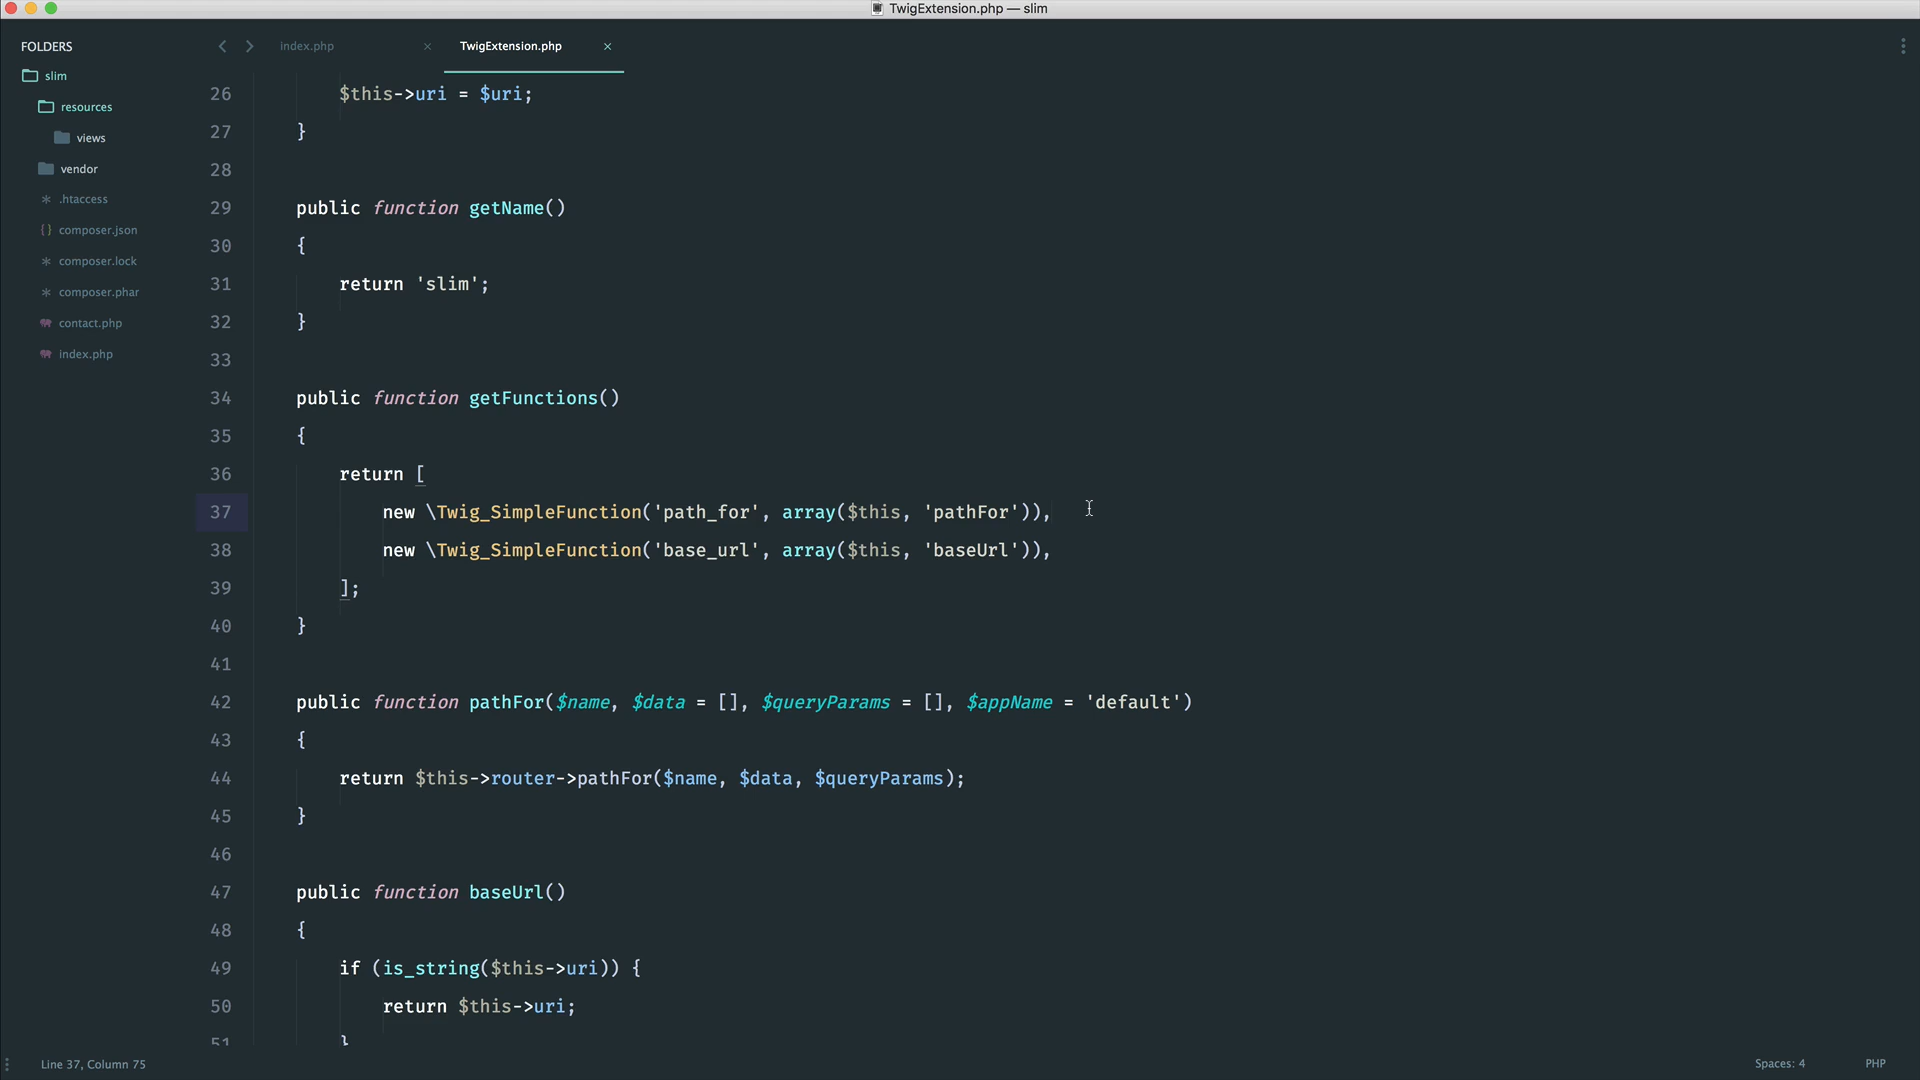 TwigExtension.php — slim
FOLDERS
slim
resources
views
vendor
.htaccess
composer.json
composer.lock
composer.phar
contact.php
index.php
index.php ×
TwigExtension.php ×
26 $this->uri = $uri;
27 }
28
29 public function getName()
30 {
31 return 'slim';
32 }
33
34 public function getFunctions()
35 {
36 return [
37 new \Twig_SimpleFunction('path_for', array($this, 'pathFor')),
38 new \Twig_SimpleFunction('base_url', array($this, 'baseUrl')),
39 ];
40 }
41
42 public function pathFor($name, $data = [], $queryParams = [], $appName = 'default')
43 {
44 return $this->router->pathFor($name, $data, $queryParams);
45 }
46
47 public function baseUrl()
48 {
49 if (is_string($this->uri)) {
50 return $this->uri;
51 }
Line 37, Column 75
Spaces: 4
PHP